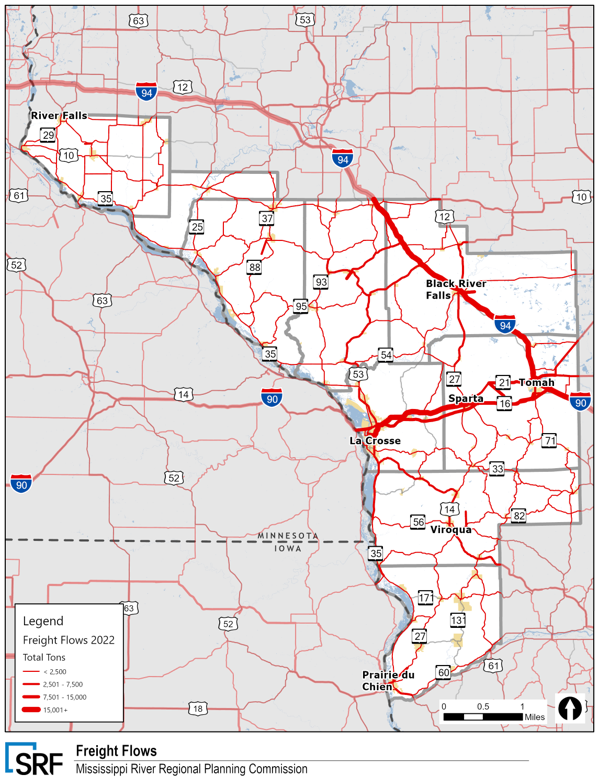 63
53
12
94
River Falls
29
94
10
61
35
10
12
25
37
52
88
93
Black River
Falls
63
95
94
35
54
53
14
27
21
Tomah
90
Sparta
16
90
La Crosse
71
33
90
52
14
82
56
Viroqua
MINNESOTA
IOWA
35
171
63
52
131
27
61
60
Prairie du
Chien
18
Legend
Freight Flows 2022
Total Tons
< 2,500
2,501 - 7,500
7,501 - 15,000
15,001+
0 0.5 1
Miles
SRF
Freight Flows
Mississippi River Regional Planning Commission